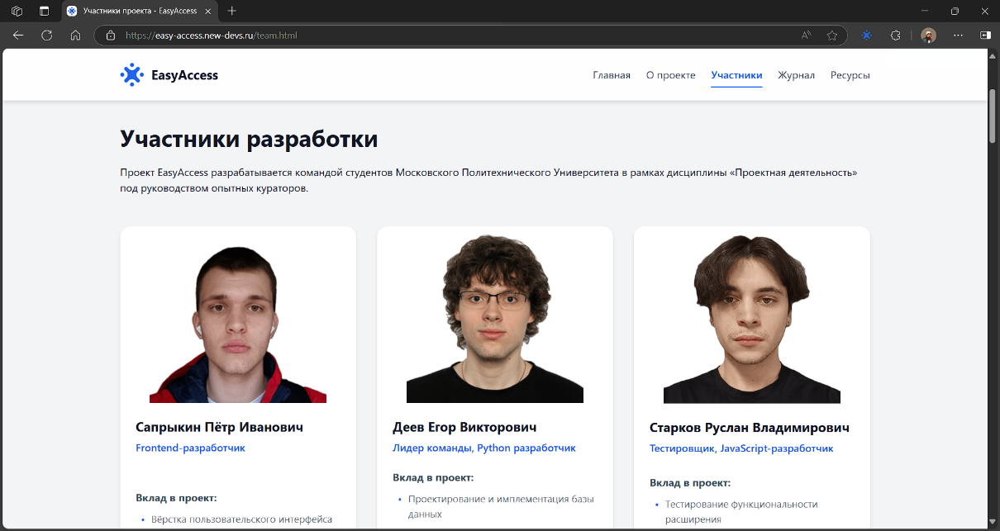 Участники проекта - EasyAccess
https://easy-access.new-devs.ru/team.html
EasyAccess
Главная О проекте Участники Журнал Ресурсы
Участники разработки
Проект EasyAccess разрабатывается командой студентов Московского Политехнического Университета в рамках дисциплины «Проектная деятельность»
под руководством опытных кураторов.
Сапрыкин Пётр Иванович
Frontend-разработчик
Вклад в проект:
• Вёрстка пользовательского интерфейса
Деев Егор Викторович
Лидер команды, Python разработчик
Вклад в проект:
• Проектирование и имплементация базы
данных
Старков Руслан Владимирович
Тестировщик, JavaScript-разработчик
Вклад в проект:
• Тестирование функциональности
расширения